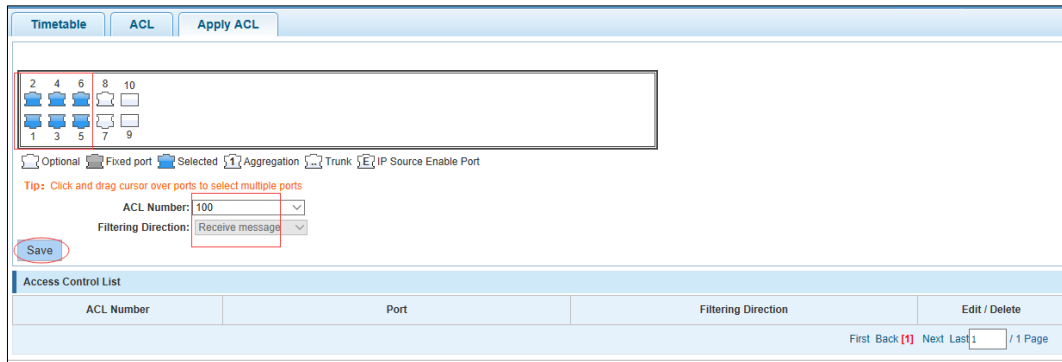 Timetable ACL Apply ACL
2 4 6 8 10
1 3 5 7 9
Optional Fixed port Selected 1 Aggregation ... Trunk E IP Source Enable Port
Tip: Click and drag cursor over ports to select multiple ports
ACL Number: 100
Filtering Direction: Receive message
Save
Access Control List
ACL Number Port Filtering Direction Edit / Delete
First Back [1] Next Last 1 / 1 Page